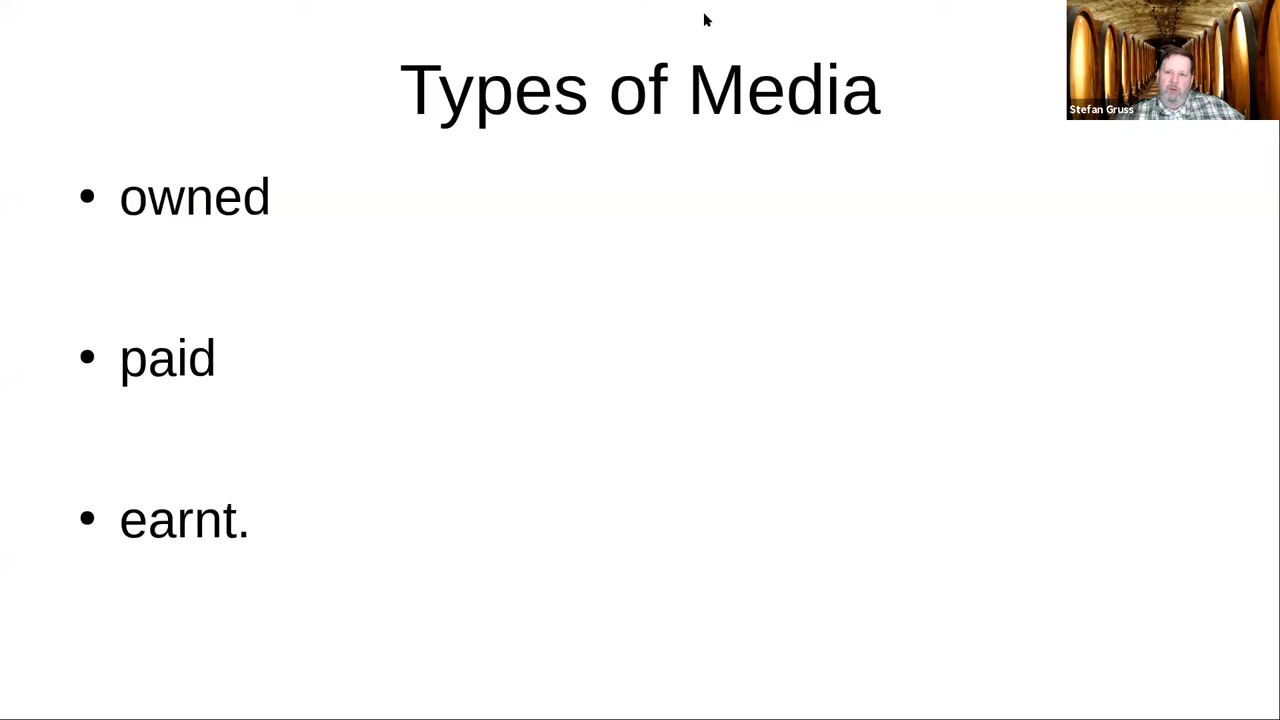 Types of Media
Stefan Gruss
• owned
• paid
• earnt.